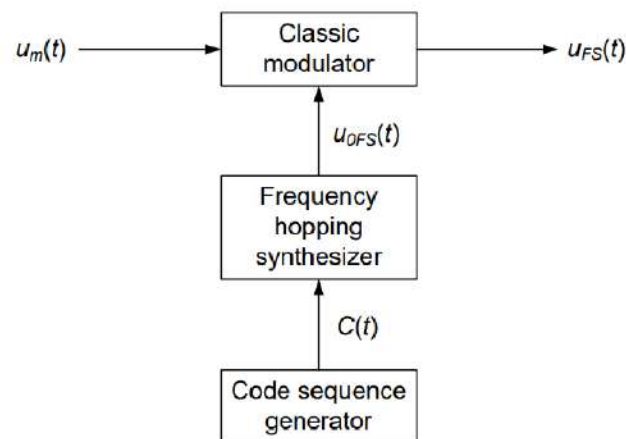 Classic
modulator
u_m(t)
u_FS(t)
u_0FS(t)
Frequency
hopping
synthesizer
C(t)
Code sequence
generator